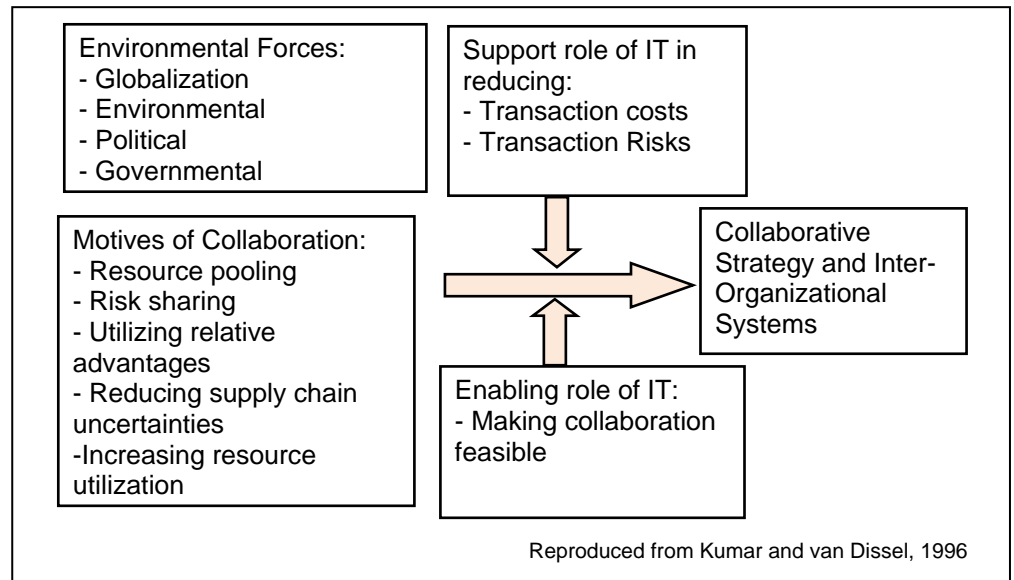 Environmental Forces:
- Globalization
- Environmental
- Political
- Governmental
Support role of IT in
reducing:
- Transaction costs
- Transaction Risks
Motives of Collaboration:
- Resource pooling
- Risk sharing
- Utilizing relative
advantages
- Reducing supply chain
uncertainties
-Increasing resource
utilization
Collaborative
Strategy and Inter-
Organizational
Systems
Enabling role of IT:
- Making collaboration
feasible
Reproduced from Kumar and van Dissel, 1996